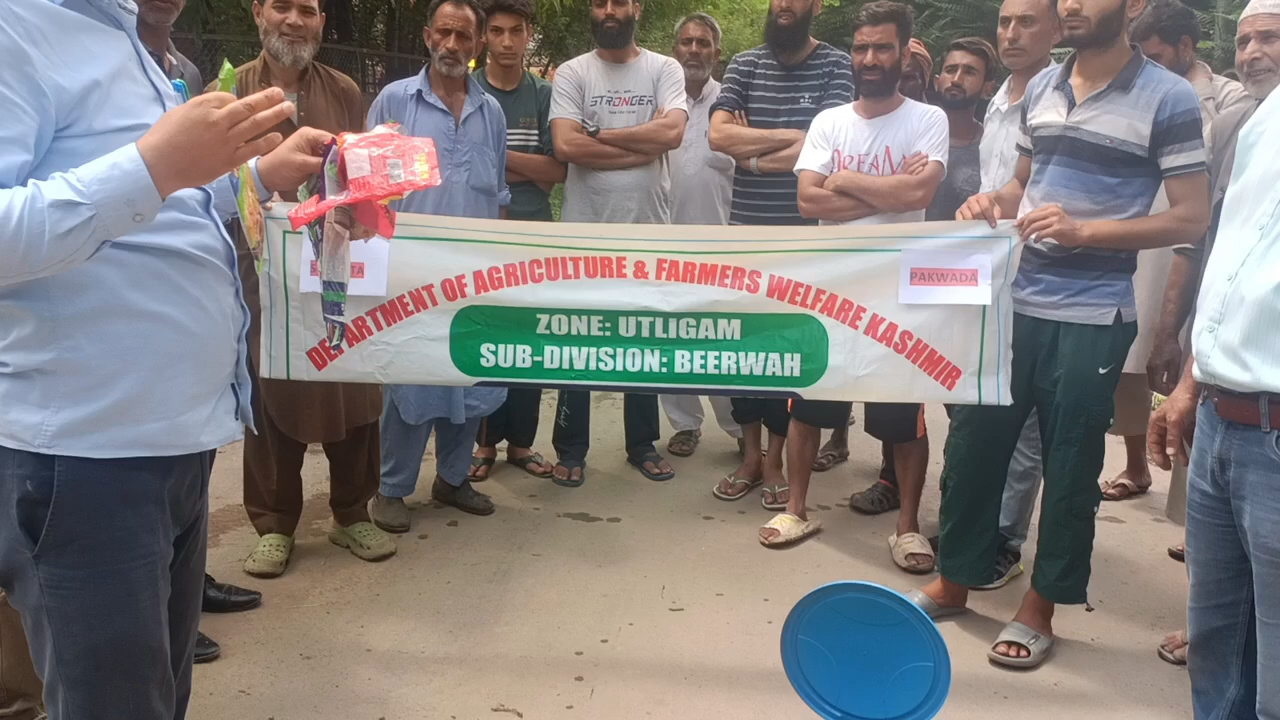 STRONGER
DREAM
PAKWADA
DEPARTMENT OF AGRICULTURE & FARMERS WELFARE KASHMIR
ZONE: UTLIGAM
SUB-DIVISION: BEERWAH